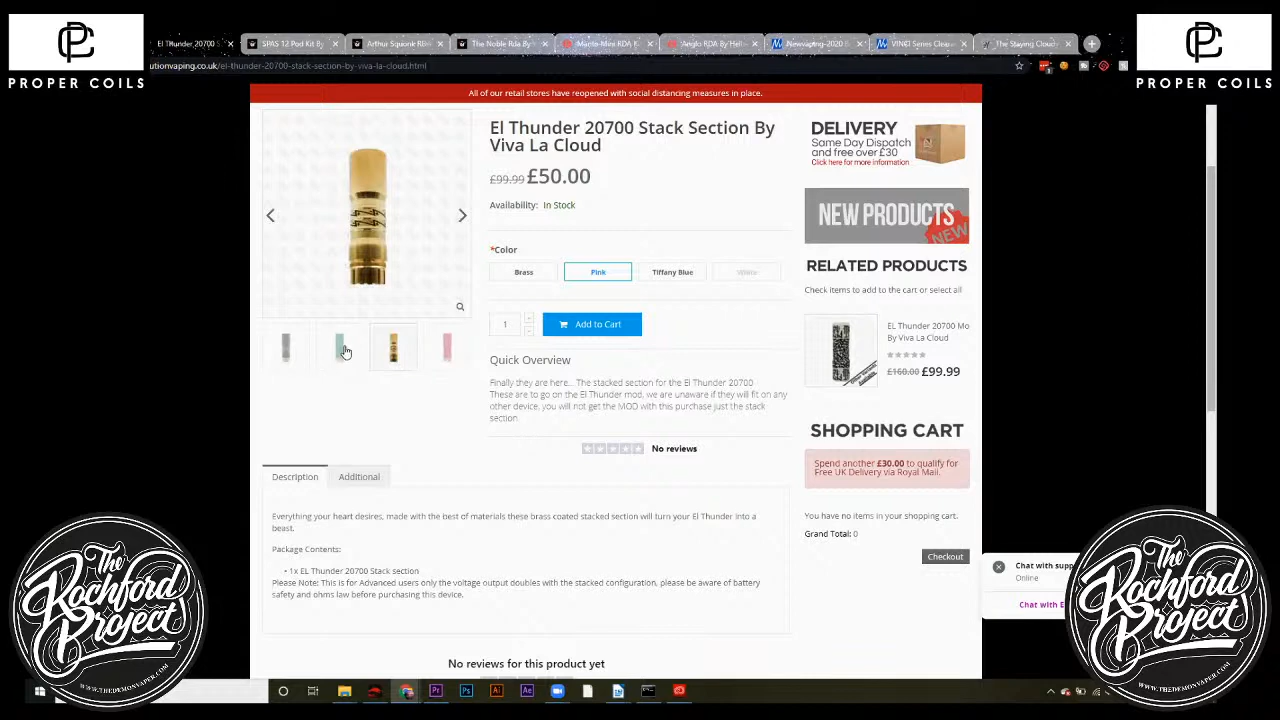 PROPER COILS
El Thunder 20700 S
SPAS 12 Pod Kit By
Arthur Squonk RB
The Noble Rda By
Macto-Mini RDA K
Anglo RDA By Hel
Newvaping-2020 B
The Staying Cloud
PROPER COILS
utionvaping.co.uk/el-thunder-20700-stack-section-by-viva-la-cloud.html
All of our retail stores have reopened with social distancing measures in place.
El Thunder 20700 Stack Section By
Viva La Cloud
£99.99 £50.00
Availability: In Stock
*Color
Brass
Pink
Tiffany Blue
White
1
Add to Cart
Quick Overview
Finally they are here... The stacked section for the El Thunder 20700
These are to go on the El Thunder mod, we are unaware if they will fit on any
other device, you will not get the MOD with this purchase just the stack
section
No reviews
DELIVERY
Same Day Dispatch
and free over £30
Click here for more information
NEW PRODUCTS
NEW
RELATED PRODUCTS
Check items to add to the cart or select all
EL Thunder 20700 Mo
By Viva La Cloud
£160.00 £99.99
SHOPPING CART
Spend another £30.00 to qualify for
Free UK Delivery via Royal Mail.
You have no items in your shopping cart.
Grand Total: 0
Checkout
Description
Additional
Everything your heart desires, made with the best of materials these brass coated stacked section will turn your El Thunder into a
beast.
Package Contents:
• 1x EL Thunder 20700 Stack section
Please Note: This is for Advanced users only the voltage output doubles with the stacked configuration, please be aware of battery
safety and ohms law before purchasing this device.
No reviews for this product yet
Chat with supp
Online
Chat with E
The
Rochford
Project
WWW.THEDEMONVAPER.COM
The
Rochford
Project
WWW.THEDEMONVAPER.COM